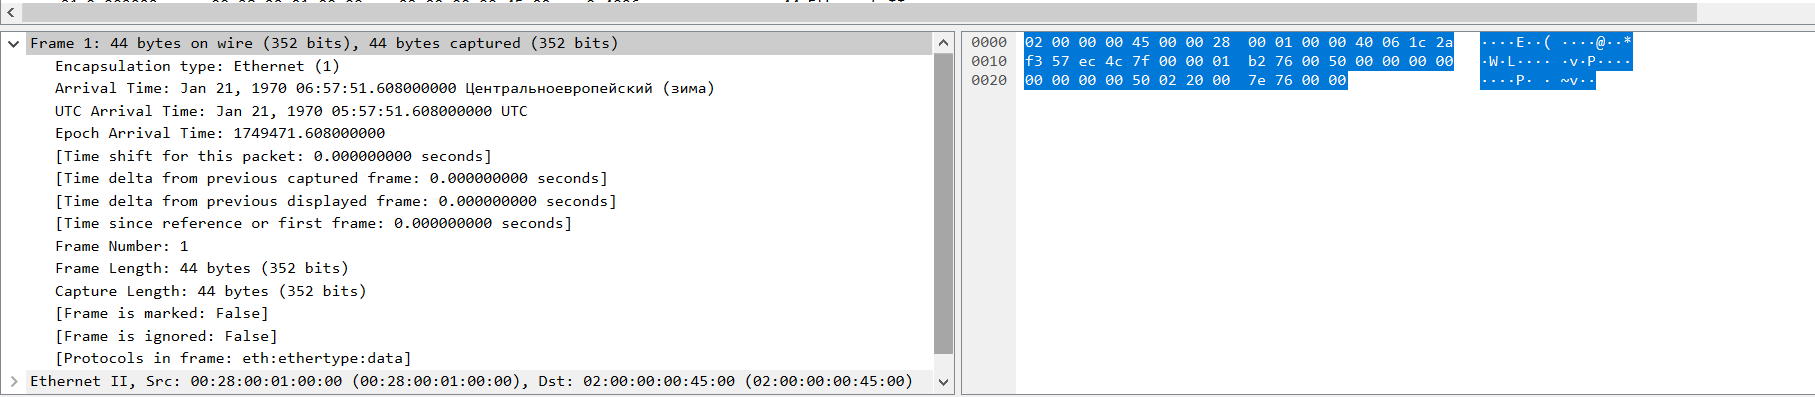 Frame 1: 44 bytes on wire (352 bits), 44 bytes captured (352 bits)
Encapsulation type: Ethernet (1)
Arrival Time: Jan 21, 1970 06:57:51.608000000 Центральноевропейский (зима)
UTC Arrival Time: Jan 21, 1970 05:57:51.608000000 UTC
Epoch Arrival Time: 1749471.608000000
[Time shift for this packet: 0.000000000 seconds]
[Time delta from previous captured frame: 0.000000000 seconds]
[Time delta from previous displayed frame: 0.000000000 seconds]
[Time since reference or first frame: 0.000000000 seconds]
Frame Number: 1
Frame Length: 44 bytes (352 bits)
Capture Length: 44 bytes (352 bits)
[Frame is marked: False]
[Frame is ignored: False]
[Protocols in frame: eth:ethertype:data]
Ethernet II, Src: 00:28:00:01:00:00 (00:28:00:01:00:00), Dst: 02:00:00:00:45:00 (02:00:00:00:45:00)
0000 02 00 00 00 45 00 00 28 00 01 00 00 40 06 1c 2a ····E··( ····@··*
0010 f3 57 ec 4c 7f 00 00 01 b2 76 00 50 00 00 00 00 ·W·L···· ·v·P····
0020 00 00 00 00 50 02 20 00 7e 76 00 00 ····P· · ~v··